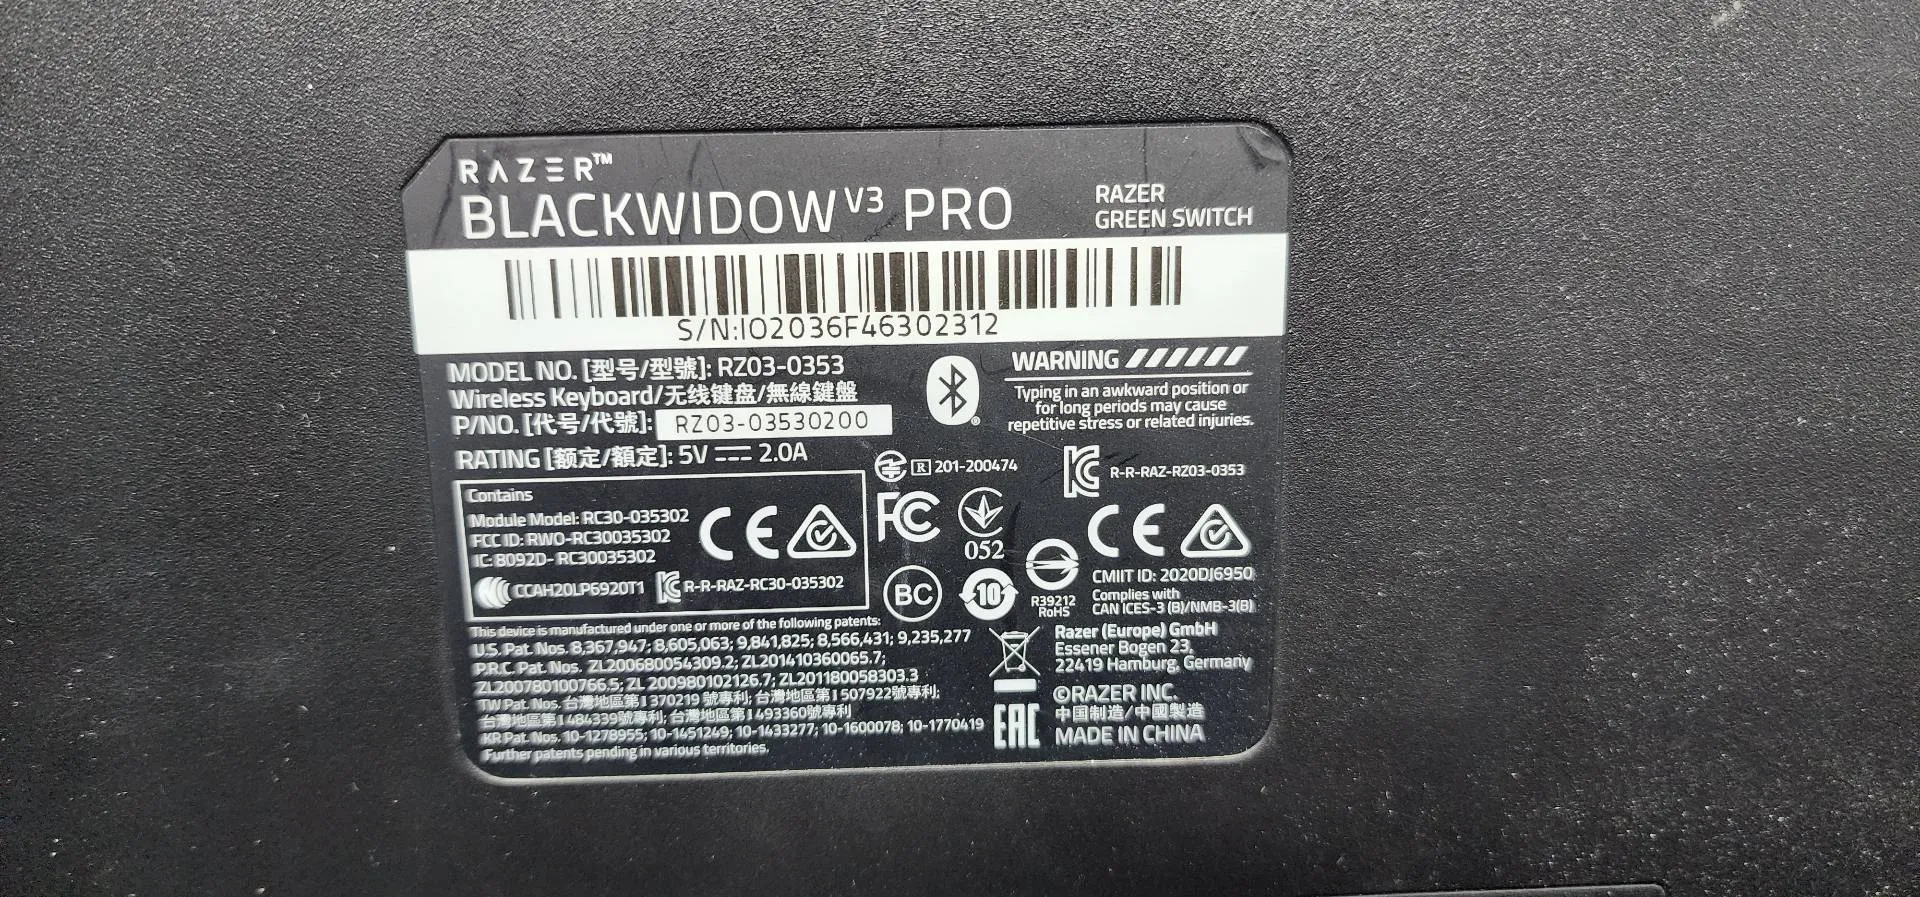 RAZER™
BLACKWIDOW V3 PRO
RAZER
GREEN SWITCH
S/N:IO2036F46302312
MODEL NO. [型号/型號]: RZ03-0353
Wireless Keyboard/无线键盘/無線鍵盤
P/NO. [代号/代號]: RZ03-03530200
RATING [额定/額定]: 5V ⎓ 2.0A
WARNING
Typing in an awkward position or
for long periods may cause
repetitive stress or related injuries.
R 201-200474
R-R-RAZ-RZ03-0353
Contains
Module Model: RC30-035302
FCC ID: RWO-RC30035302
IC: 8092D- RC30035302
CE
CCAH20LP6920T1
R-R-RAZ-RC30-035302
FC
052
BC
10
R39212
RoHS
CE
CMIIT ID: 2020DJ6950
Complies with
CAN ICES-3 (B)/NMB-3(B)
This device is manufactured under one or more of the following patents:
U.S. Pat. Nos. 8,367,947; 8,605,063; 9,841,825; 8,566,431; 9,235,277
P.R.C. Pat. Nos. ZL200680054309.2; ZL201410360065.7;
ZL200780100766.5; ZL 200980102126.7; ZL201180058303.3
TW Pat. Nos. 台灣地區第I 370219 號專利; 台灣地區第I 507922號專利;
台灣地區第I 484339號專利; 台灣地區第I 493360號專利
KR Pat. Nos. 10-1278955; 10-1451249; 10-1433277; 10-1600078; 10-1770419
Further patents pending in various territories.
Razer (Europe) GmbH
Essener Bogen 23,
22419 Hamburg, Germany
EAC
©RAZER INC.
中国制造/中國製造
MADE IN CHINA